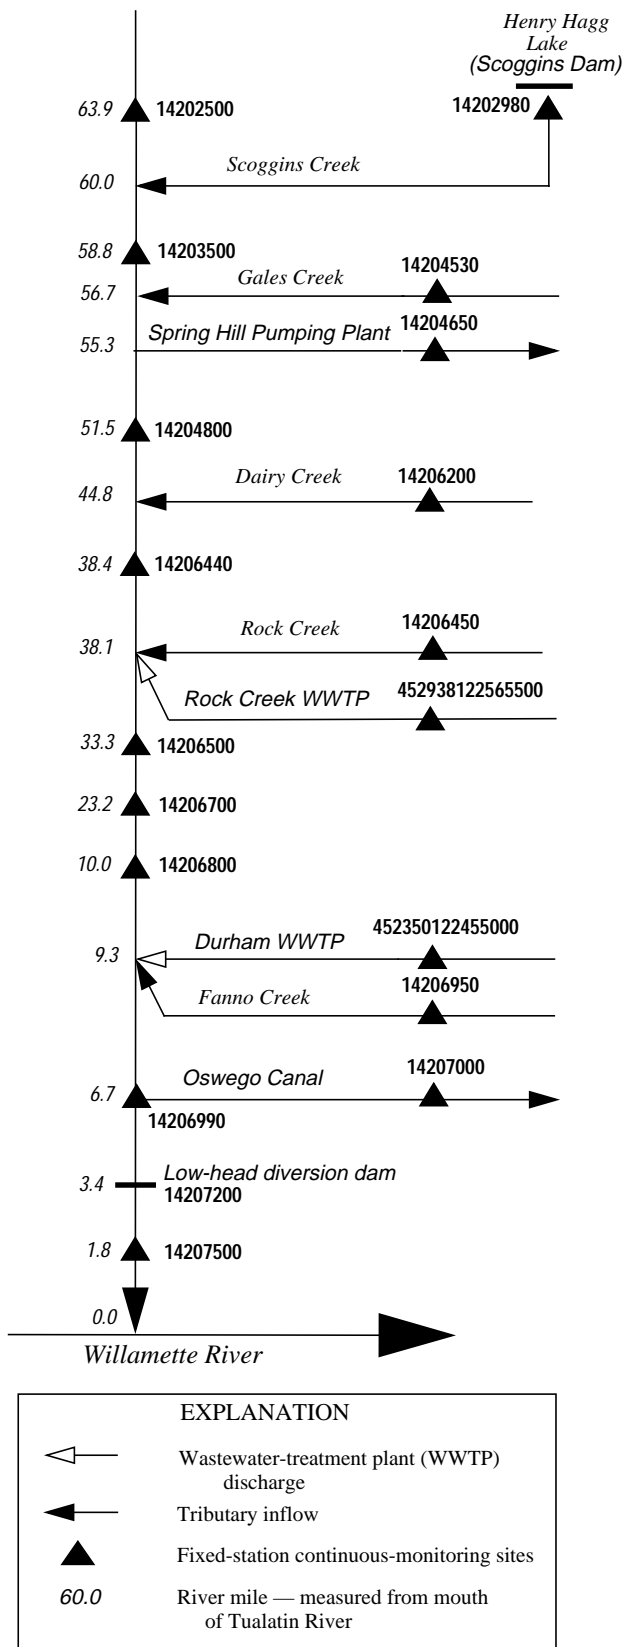 Henry Hagg
Lake
(Scoggins Dam)
63.9 14202500
14202980
Scoggins Creek
60.0
58.8 14203500
14204530
Gales Creek
56.7
14204650
Spring Hill Pumping Plant
55.3
51.5 14204800
Dairy Creek 14206200
44.8
38.4 14206440
Rock Creek 14206450
38.1
Rock Creek WWTP 452938122565500
33.3 14206500
23.2 14206700
10.0 14206800
452350122455000
Durham WWTP
9.3
14206950
Fanno Creek
Oswego Canal 14207000
6.7
14206990
Low-head diversion dam
3.4
14207200
1.8 14207500
0.0
Willamette River
EXPLANATION
Wastewater-treatment plant (WWTP)
discharge
Tributary inflow
Fixed-station continuous-monitoring sites
60.0 River mile — measured from mouth
of Tualatin River